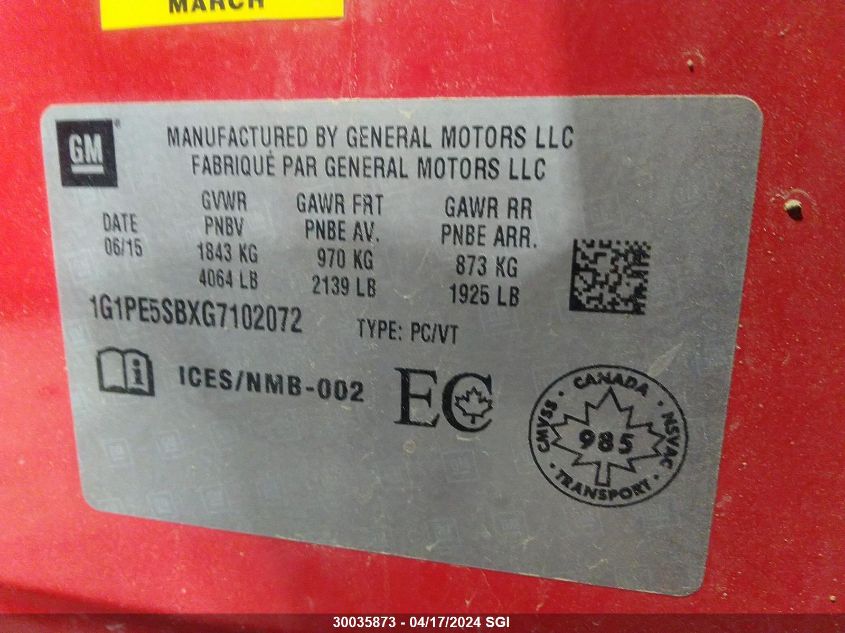 MARCH
GM
MANUFACTURED BY GENERAL MOTORS LLC
FABRIQUÉ PAR GENERAL MOTORS LLC
DATE
06/15
GVWR
PNBV
1843 KG
4064 LB
GAWR FRT
PNBE AV.
970 KG
2139 LB
GAWR RR
PNBE ARR.
873 KG
1925 LB
1G1PE5SBXG7102072
TYPE: PC/VT
i
ICES/NMB-002
EC
CANADA
CMVSS
985
NSVAC
TRANSPORT
30035873 - 04/17/2024 SGI